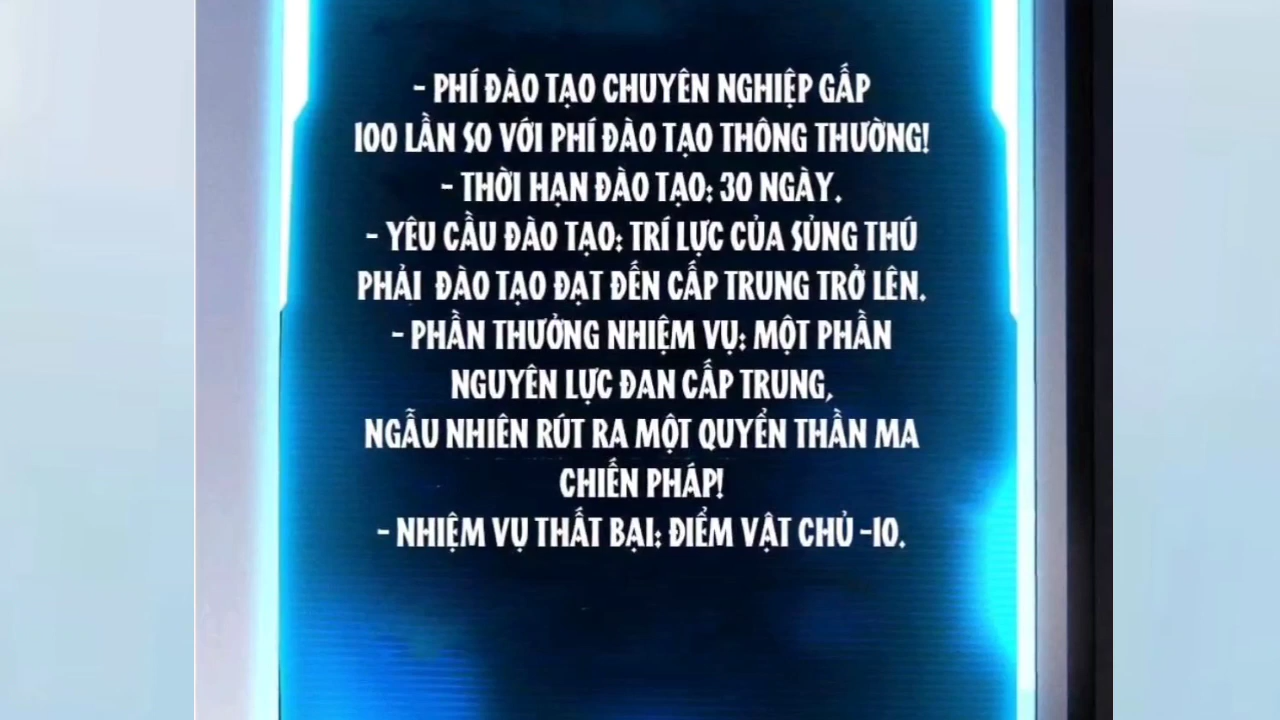 - PHÍ ĐÀO TẠO CHUYÊN NGHIỆP GẤP
100 LẦN SO VỚI PHÍ ĐÀO TẠO THÔNG THƯỜNG!
- THỜI HẠN ĐÀO TẠO: 30 NGÀY.
- YÊU CẦU ĐÀO TẠO: TRÍ LỰC CỦA SỦNG THÚ
PHẢI ĐÀO TẠO ĐẠT ĐẾN CẤP TRUNG TRỞ LÊN.
- PHẦN THƯỞNG NHIỆM VỤ: MỘT PHẦN
NGUYÊN LỰC ĐAN CẤP TRUNG,
NGẪU NHIÊN RÚT RA MỘT QUYỂN THẦN MA
CHIẾN PHÁP!
- NHIỆM VỤ THẤT BẠI: ĐIỂM VẬT CHỦ -10.